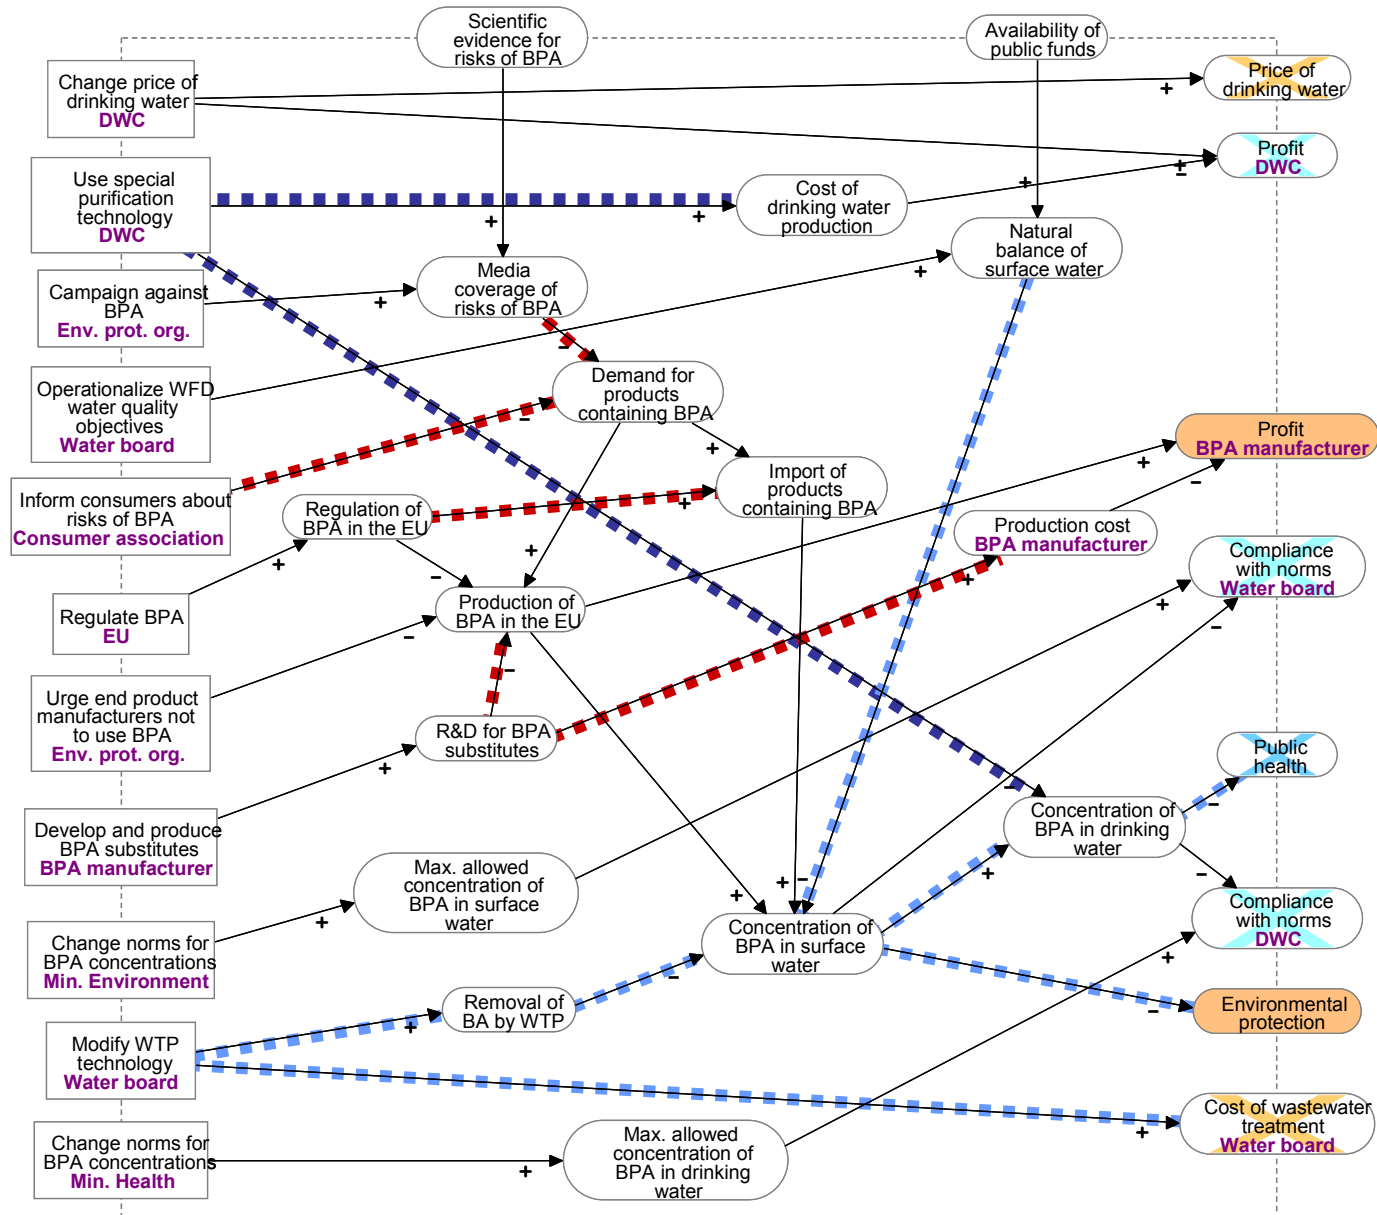 Scientific
evidence for
risks of BPA
Availability of
public funds
Change price of
drinking water
DWC
Price of
drinking water
+
Profit
DWC
+
−
Use special
purification
technology
DWC
Cost of
drinking water
production
+
+
+
Natural
balance of
surface water
Media
coverage of
risks of BPA
+
Campaign against
BPA
Env. prot. org.
+
−
Demand for
products
containing BPA
Operationalize WFD
water quality
objectives
Water board
−
Profit
BPA manufacturer
+
+
−
Import of
products
containing BPA
Inform consumers about
risks of BPA
Consumer association
Regulation of
BPA in the EU
+
Production cost
BPA manufacturer
+
+
−
+
Compliance
with norms
Water board
+
−
Production of
BPA in the EU
Regulate BPA
EU
−
−
Urge end product
manufacturers not
to use BPA
Env. prot. org.
R&D for BPA
substitutes
+
Public
health
−
−
Concentration of
BPA in drinking
water
Develop and produce
BPA substitutes
BPA manufacturer
Max. allowed
concentration of
BPA in surface
water
+
−
+
−
+
Compliance
with norms
DWC
+
+
Change norms for
BPA concentrations
Min. Environment
Concentration of
BPA in surface
water
−
Removal of
BA by WTP
+
Environmental
protection
−
Modify WTP
technology
Water board
Cost of wastewater
treatment
Water board
+
Change norms for
BPA concentrations
Min. Health
+
Max. allowed
concentration of
BPA in drinking
water